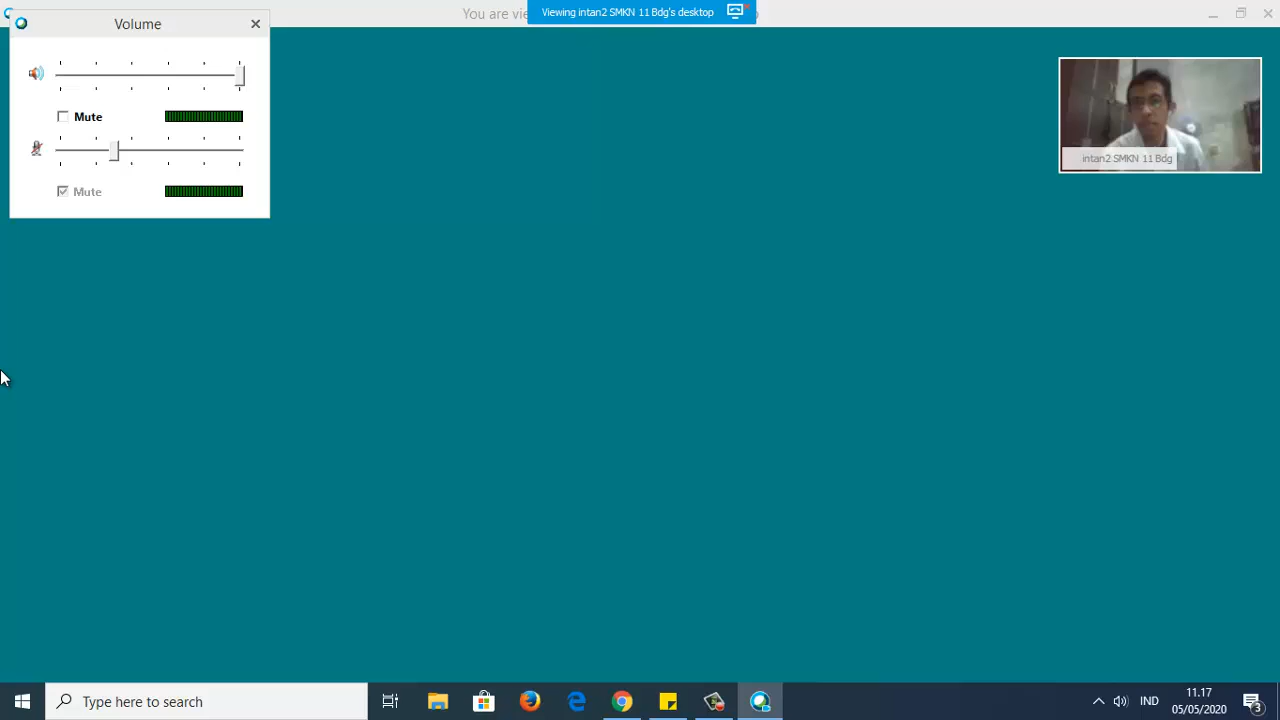 You are vie
Viewing intan2 SMKN 11 Bdg's desktop
Volume
Mute
Mute
intan2 SMKN 11 Bdg
Type here to search
IND
11.17
05/05/2020
3